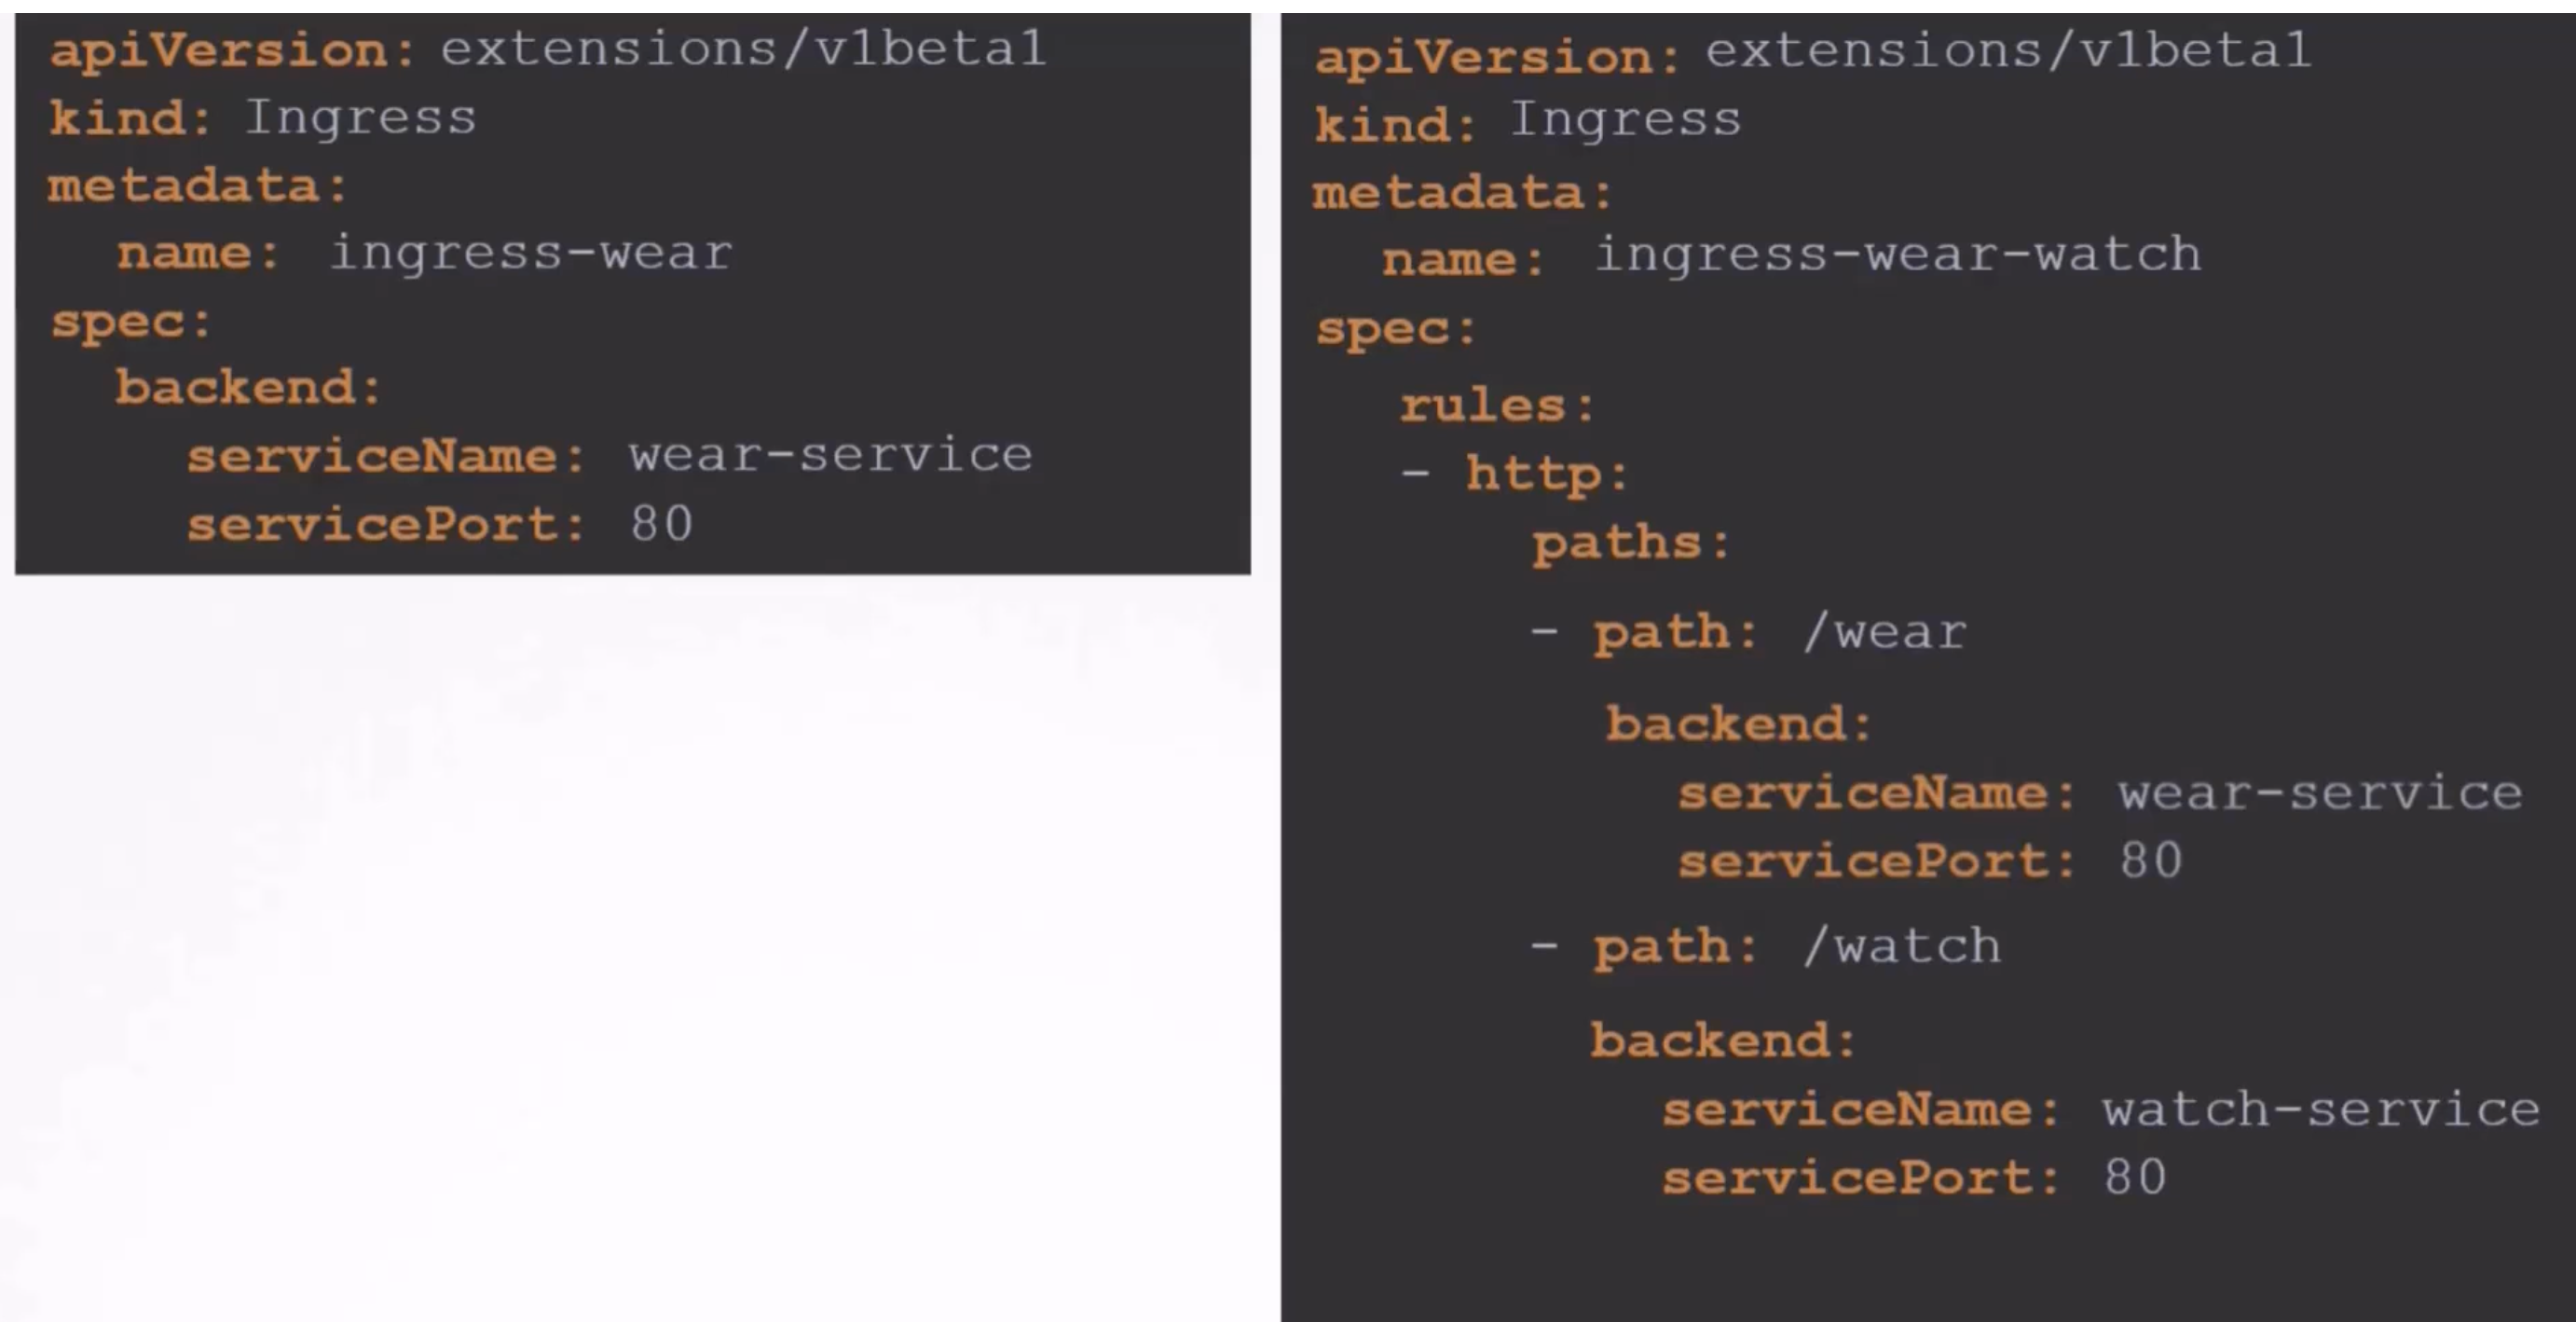 apiVersion: extensions/v1beta1
kind: Ingress
metadata:
  name: ingress-wear
spec:
  backend:
    serviceName: wear-service
    servicePort: 80
apiVersion: extensions/v1beta1
kind: Ingress
metadata:
  name: ingress-wear-watch
spec:
  rules:
  - http:
      paths:
      - path: /wear
        backend:
          serviceName: wear-service
          servicePort: 80
      - path: /watch
        backend:
          serviceName: watch-service
          servicePort: 80